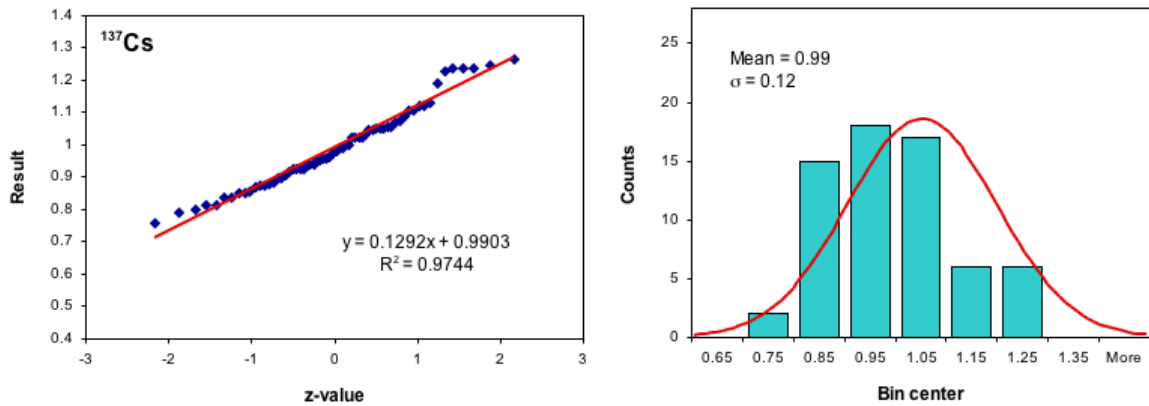 1.4
1.3
1.2
1.1
1
0.9
0.8
0.7
0.6
0.5
0.4
Result
¹³⁷Cs
y = 0.1292x + 0.9903
R² = 0.9744
-3 -2 -1 0 1 2 3
z-value
25
20
15
10
5
0
Counts
Mean = 0.99
σ = 0.12
0.65 0.75 0.85 0.95 1.05 1.15 1.25 1.35 More
Bin center